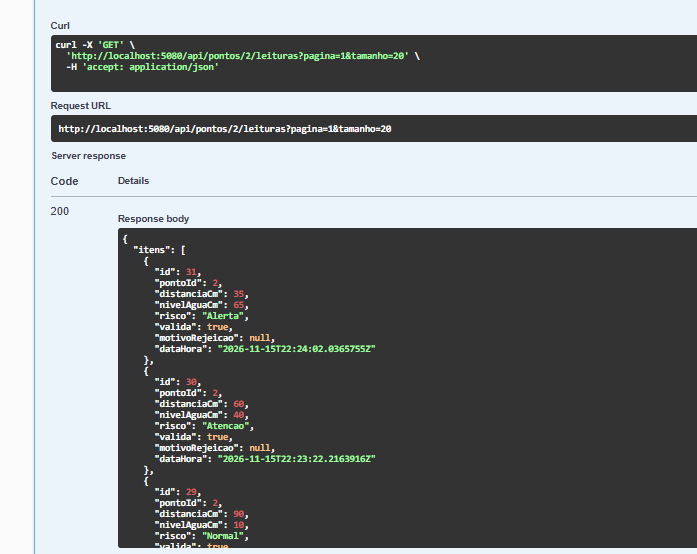 Curl
curl -X 'GET' \
'http://localhost:5080/api/pontos/2/leituras?pagina=1&tamanho=20' \
-H 'accept: application/json'
Request URL
http://localhost:5080/api/pontos/2/leituras?pagina=1&tamanho=20
Server response
Code Details
200
Response body
{
"itens": [
{
"id": 31,
"pontoId": 2,
"distanciaCm": 35,
"nivelAguaCm": 65,
"risco": "Alerta",
"valida": true,
"motivoRejeicao": null,
"dataHora": "2026-11-15T22:24:02.0365755Z"
},
{
"id": 30,
"pontoId": 2,
"distanciaCm": 60,
"nivelAguaCm": 40,
"risco": "Atencao",
"valida": true,
"motivoRejeicao": null,
"dataHora": "2026-11-15T22:23:22.2163916Z"
},
{
"id": 29,
"pontoId": 2,
"distanciaCm": 90,
"nivelAguaCm": 10,
"risco": "Normal",
"valida": true